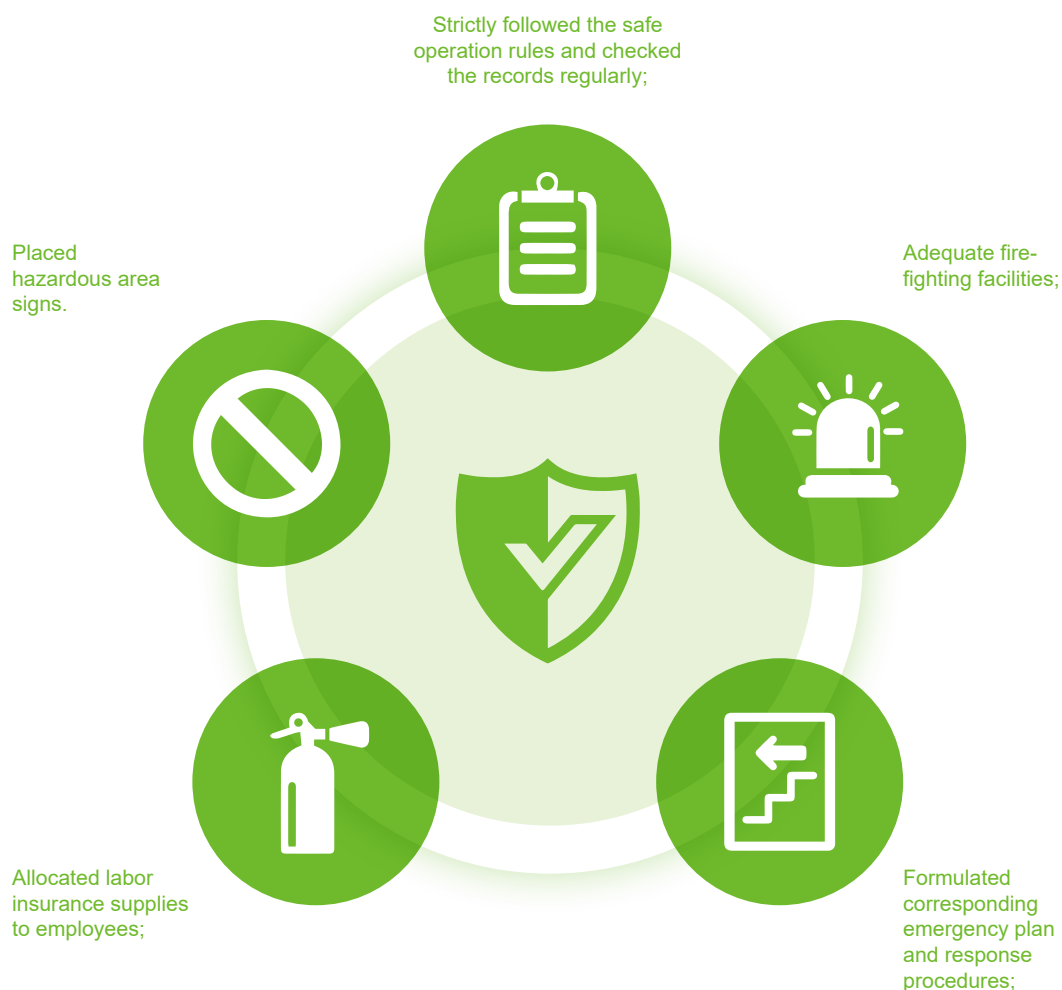 Strictly followed the safe
operation rules and checked
the records regularly;
Adequate fire-
fighting facilities;
Formulated
corresponding
emergency plan
and response
procedures;
Allocated labor
insurance supplies
to employees;
Placed
hazardous area
signs.